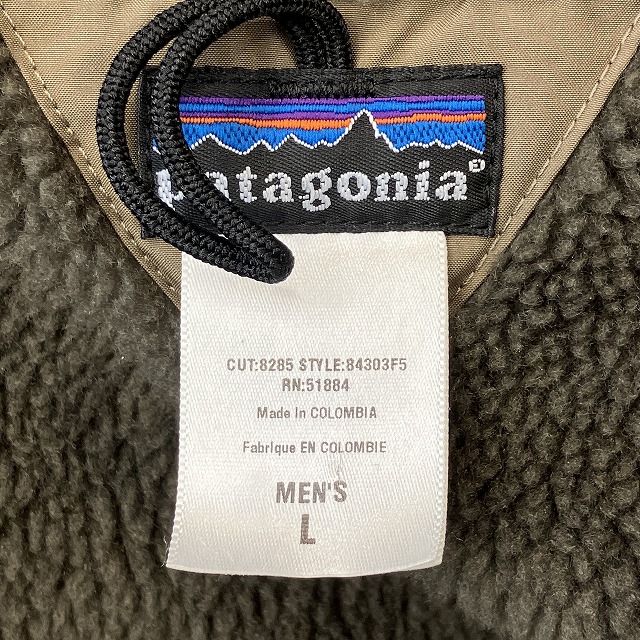 patagonia
CUT:8285 STYLE:84303F5
RN:51884
Made In COLOMBIA
Fabrique EN COLOMBIE
MEN'S
L